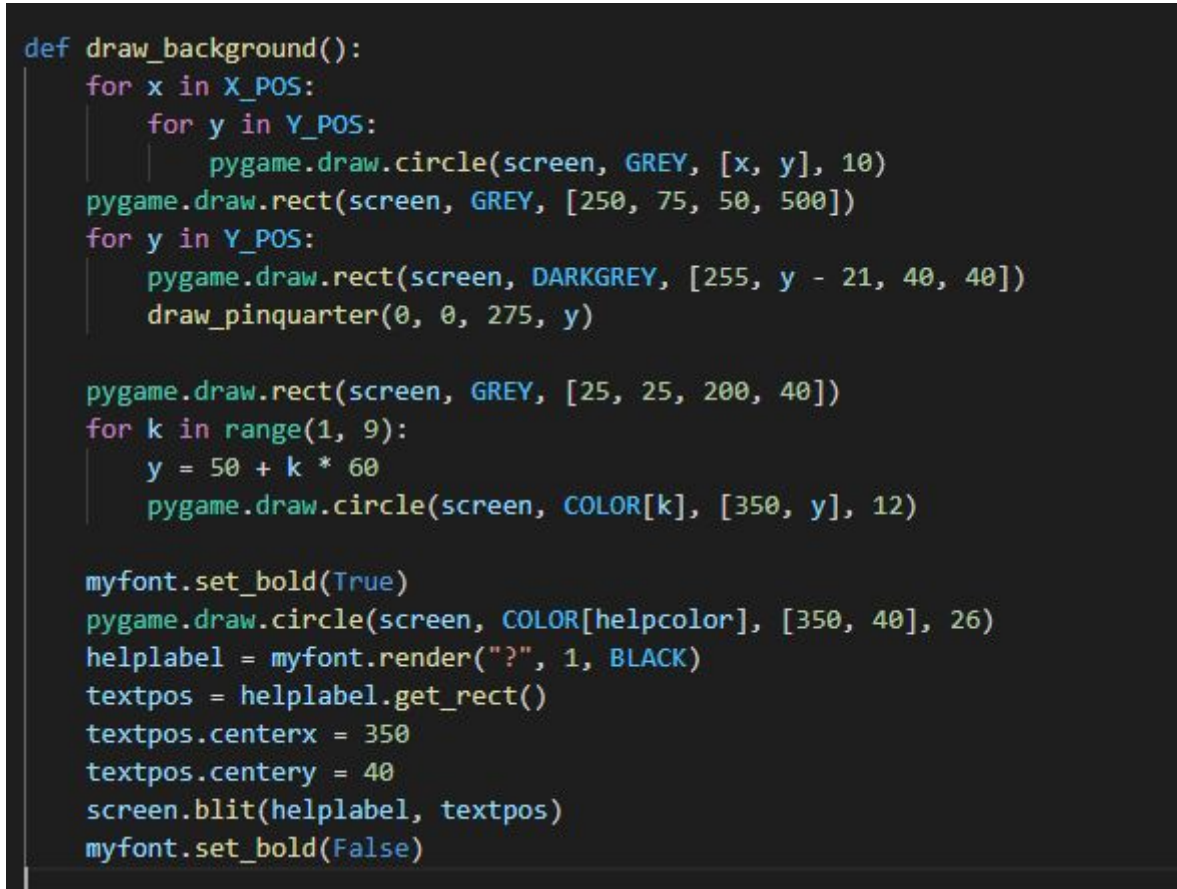 def draw_background():
    for x in X_POS:
        for y in Y_POS:
            pygame.draw.circle(screen, GREY, [x, y], 10)
    pygame.draw.rect(screen, GREY, [250, 75, 50, 500])
    for y in Y_POS:
        pygame.draw.rect(screen, DARKGREY, [255, y - 21, 40, 40])
        draw_pinquarter(0, 0, 275, y)

    pygame.draw.rect(screen, GREY, [25, 25, 200, 40])
    for k in range(1, 9):
        y = 50 + k * 60
        pygame.draw.circle(screen, COLOR[k], [350, y], 12)

    myfont.set_bold(True)
    pygame.draw.circle(screen, COLOR[helpcolor], [350, 40], 26)
    helplabel = myfont.render("?", 1, BLACK)
    textpos = helplabel.get_rect()
    textpos.centerx = 350
    textpos.centery = 40
    screen.blit(helplabel, textpos)
    myfont.set_bold(False)